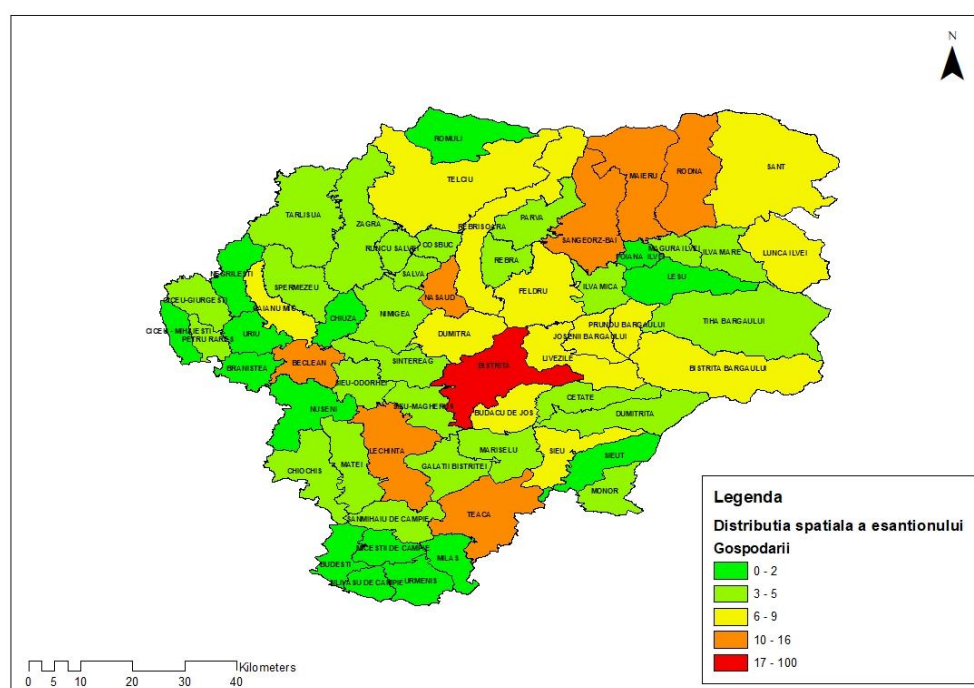 N
ROMULI
TELCIU
SANT
RODNA
MAIERU
TARLISUA
ZAGRA
PARVA
REBRISOARA
SANGEORZ-BAI
COSBUC
RUNCU SALVEI
MAGURA ILVEI
ILVA MARE
LUNCA ILVEI
POIANA ILVEI
REBRA
SALVA
NEGRILESTI
LESU
SPERMEZEU
ILVA MICA
FELDRU
NASAUD
CICEU-GIURGESTI
CAIANU MIC
CHIUZA
NIMIGEA
TIHA BARGAULUI
PRUNDU BARGAULUI
CICEU - MIHAIESTI
URIU
PETRU RARES
DUMITRA
JOSENII BARGAULUI
LIVEZILE
BECLEAN
SINTEREAG
BISTRITA
BRANISTEA
BISTRITA BARGAULUI
SIEU-ODORHEI
CETATE
NUSENI
SIEU-MAGHERUS
BUDACU DE JOS
DUMITRITA
LECHINTA
MARISELU
SIEU
MATEI
CHIOCHIS
GALATII BISTRITEI
MONOR
TEACA
SANMIHAIU DE CAMPIE
MICESTII DE CAMPIE
MILAS
BUDESTI
SILIVASU DE CAMPIE
URMENIS
Legenda
Distributia spatiala a esantionului
Gospodarii
0 - 2
3 - 5
6 - 9
10 - 16
17 - 100
Kilometers
0 5 10 20 30 40